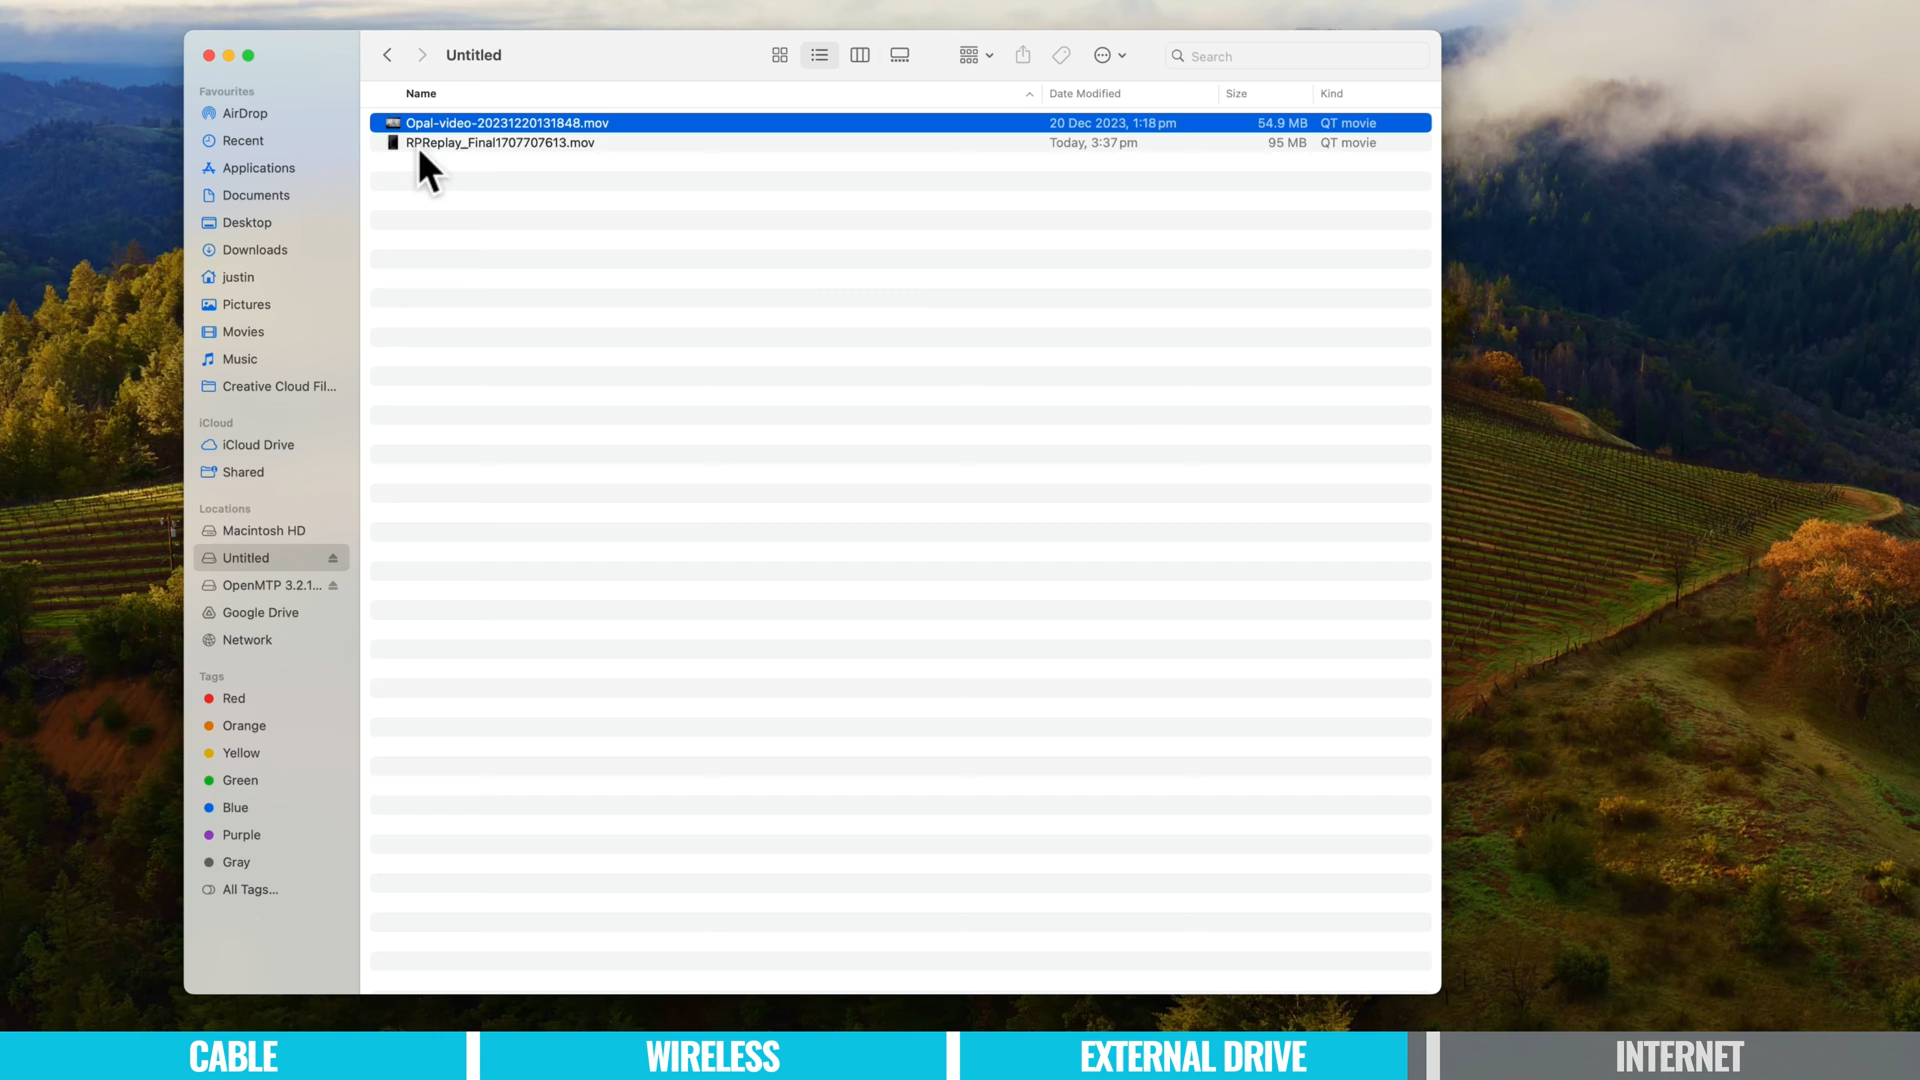 Untitled
Search
Favourites
AirDrop
Recent
Applications
Documents
Desktop
Downloads
justin
Pictures
Movies
Music
Creative Cloud Fil...
iCloud
iCloud Drive
Shared
Locations
Macintosh HD
Untitled
OpenMTP 3.2.1...
Google Drive
Network
Tags
Red
Orange
Yellow
Green
Blue
Purple
Gray
All Tags...
Name Date Modified Size Kind
Opal-video-20231220131848.mov 20 Dec 2023, 1:18 pm 54.9 MB QT movie
RPReplay_Final1707707613.mov Today, 3:37 pm 95 MB QT movie
CABLE WIRELESS EXTERNAL DRIVE INTERNET